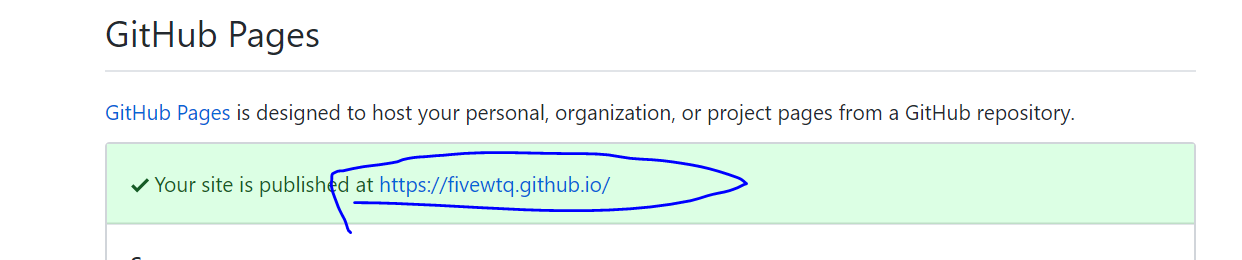 GitHub Pages
GitHub Pages is designed to host your personal, organization, or project pages from a GitHub repository.
Your site is published at https://fivewtq.github.io/